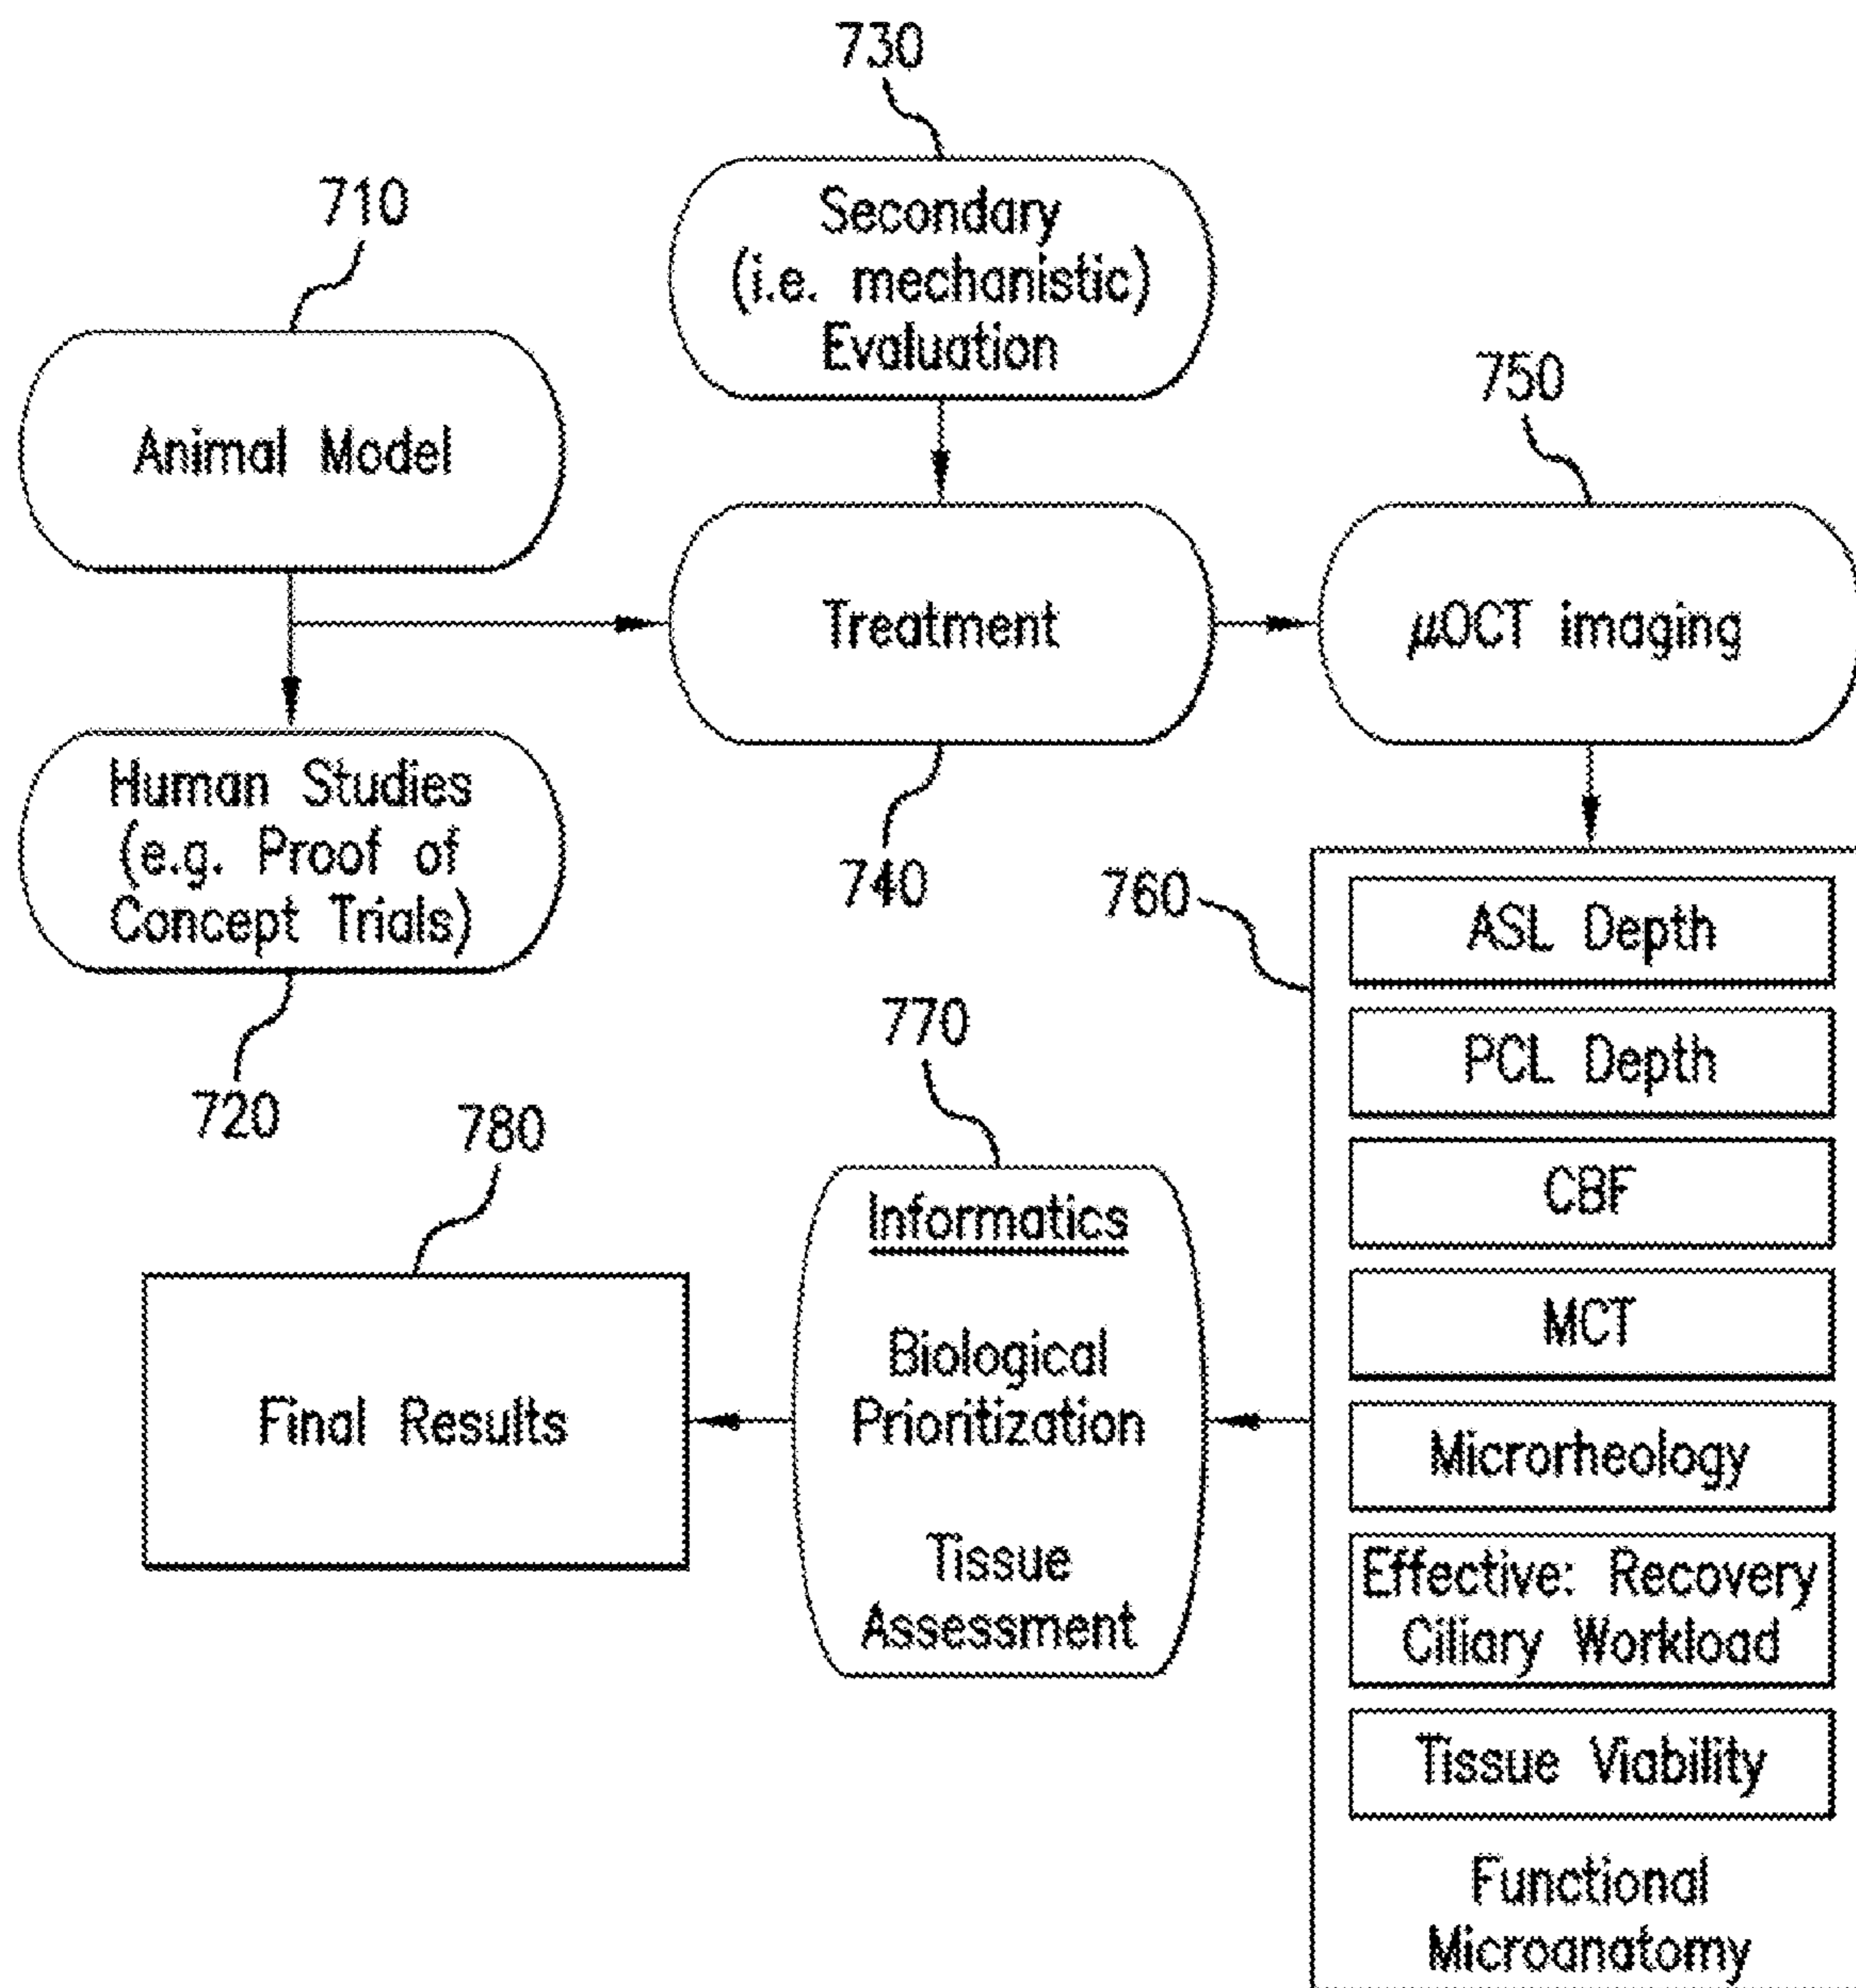 730
710
Secondary
(i.e. mechanistic)
Evaluation
750
Animal Model
Treatment
μOCT imaging
Human Studies
(e.g. Proof of
Concept Trials)
740
760
720
ASL Depth
PCL Depth
CBF
MCT
Microrheology
Effective: Recovery
Ciliary Workload
Tissue Viability
Functional
Microanatomy
770
Informatics
Biological
Prioritization
Tissue
Assessment
780
Final Results